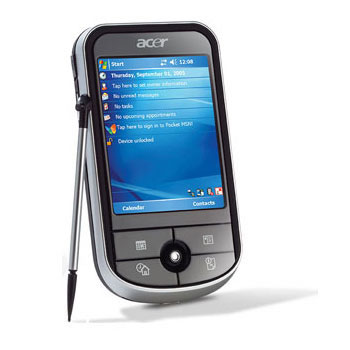 acer
Start 12:08
Thursday, September 01, 2005
Tap here to set owner information
No unread messages
No tasks
No upcoming appointments
Tap here to sign in to Pocket MSN!
Device unlocked
Calendar Contacts